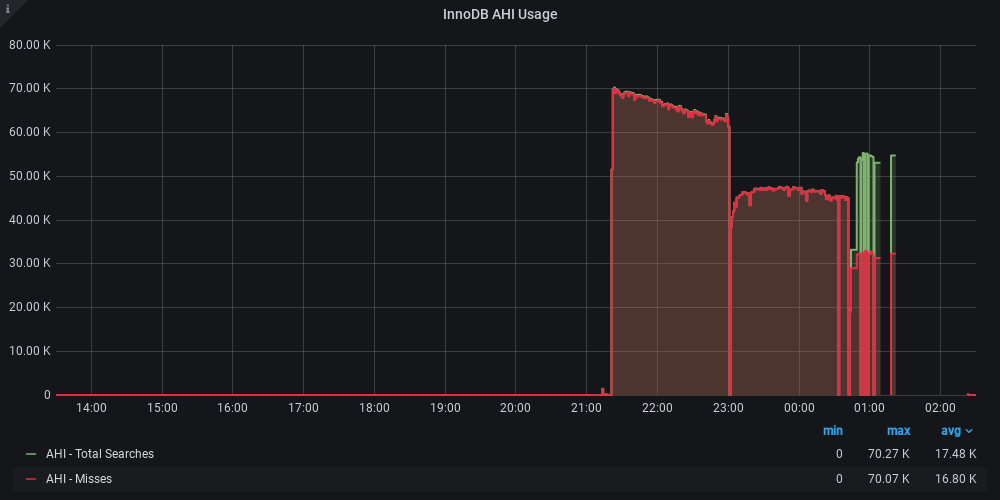 i
InnoDB AHI Usage
80.00 K
70.00 K
60.00 K
50.00 K
40.00 K
30.00 K
20.00 K
10.00 K
0
14:00 15:00 16:00 17:00 18:00 19:00 20:00 21:00 22:00 23:00 00:00 01:00 02:00
min max avg
AHI - Total Searches 0 70.27 K 17.48 K
AHI - Misses 0 70.07 K 16.80 K